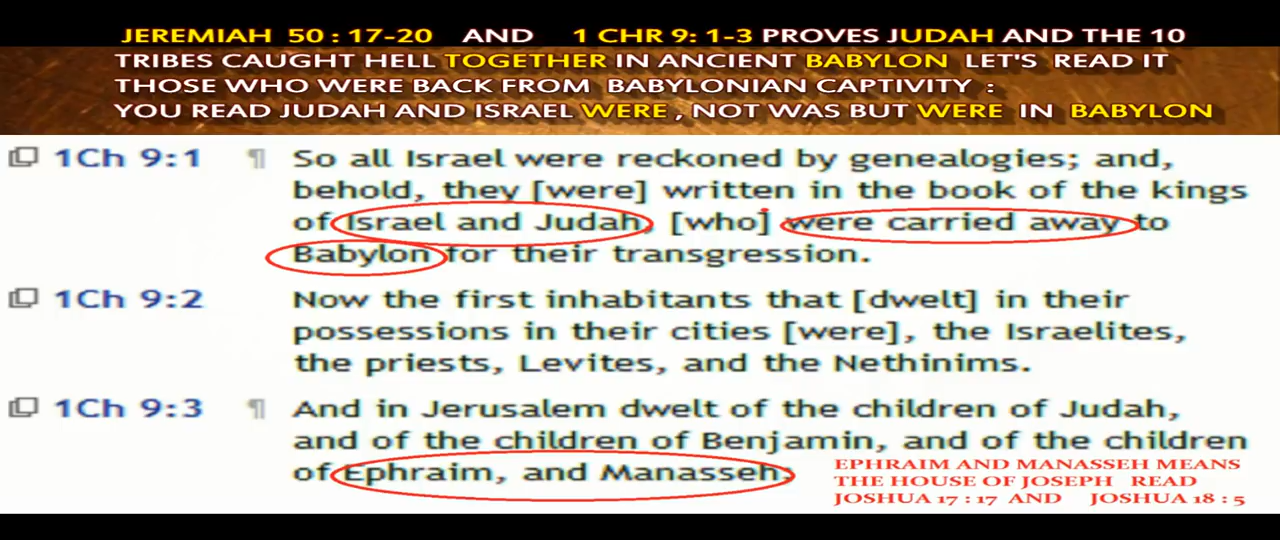 JEREMIAH 50 : 17-20 AND 1 CHR 9: 1-3 PROVES JUDAH AND THE 10
TRIBES CAUGHT HELL TOGETHER IN ANCIENT BABYLON LET'S READ IT
THOSE WHO WERE BACK FROM BABYLONIAN CAPTIVITY :
YOU READ JUDAH AND ISRAEL WERE , NOT WAS BUT WERE IN BABYLON
1Ch 9:1 ¶ So all Israel were reckoned by genealogies; and,
behold, they [were] written in the book of the kings
of Israel and Judah, [who] were carried away to
Babylon for their transgression.
1Ch 9:2 Now the first inhabitants that [dwelt] in their
possessions in their cities [were], the Israelites,
the priests, Levites, and the Nethinims.
1Ch 9:3 ¶ And in Jerusalem dwelt of the children of Judah,
and of the children of Benjamin, and of the children
of Ephraim, and Manasseh;
EPHRAIM AND MANASSEH MEANS
THE HOUSE OF JOSEPH READ
JOSHUA 17 : 17 AND JOSHUA 18 : 5